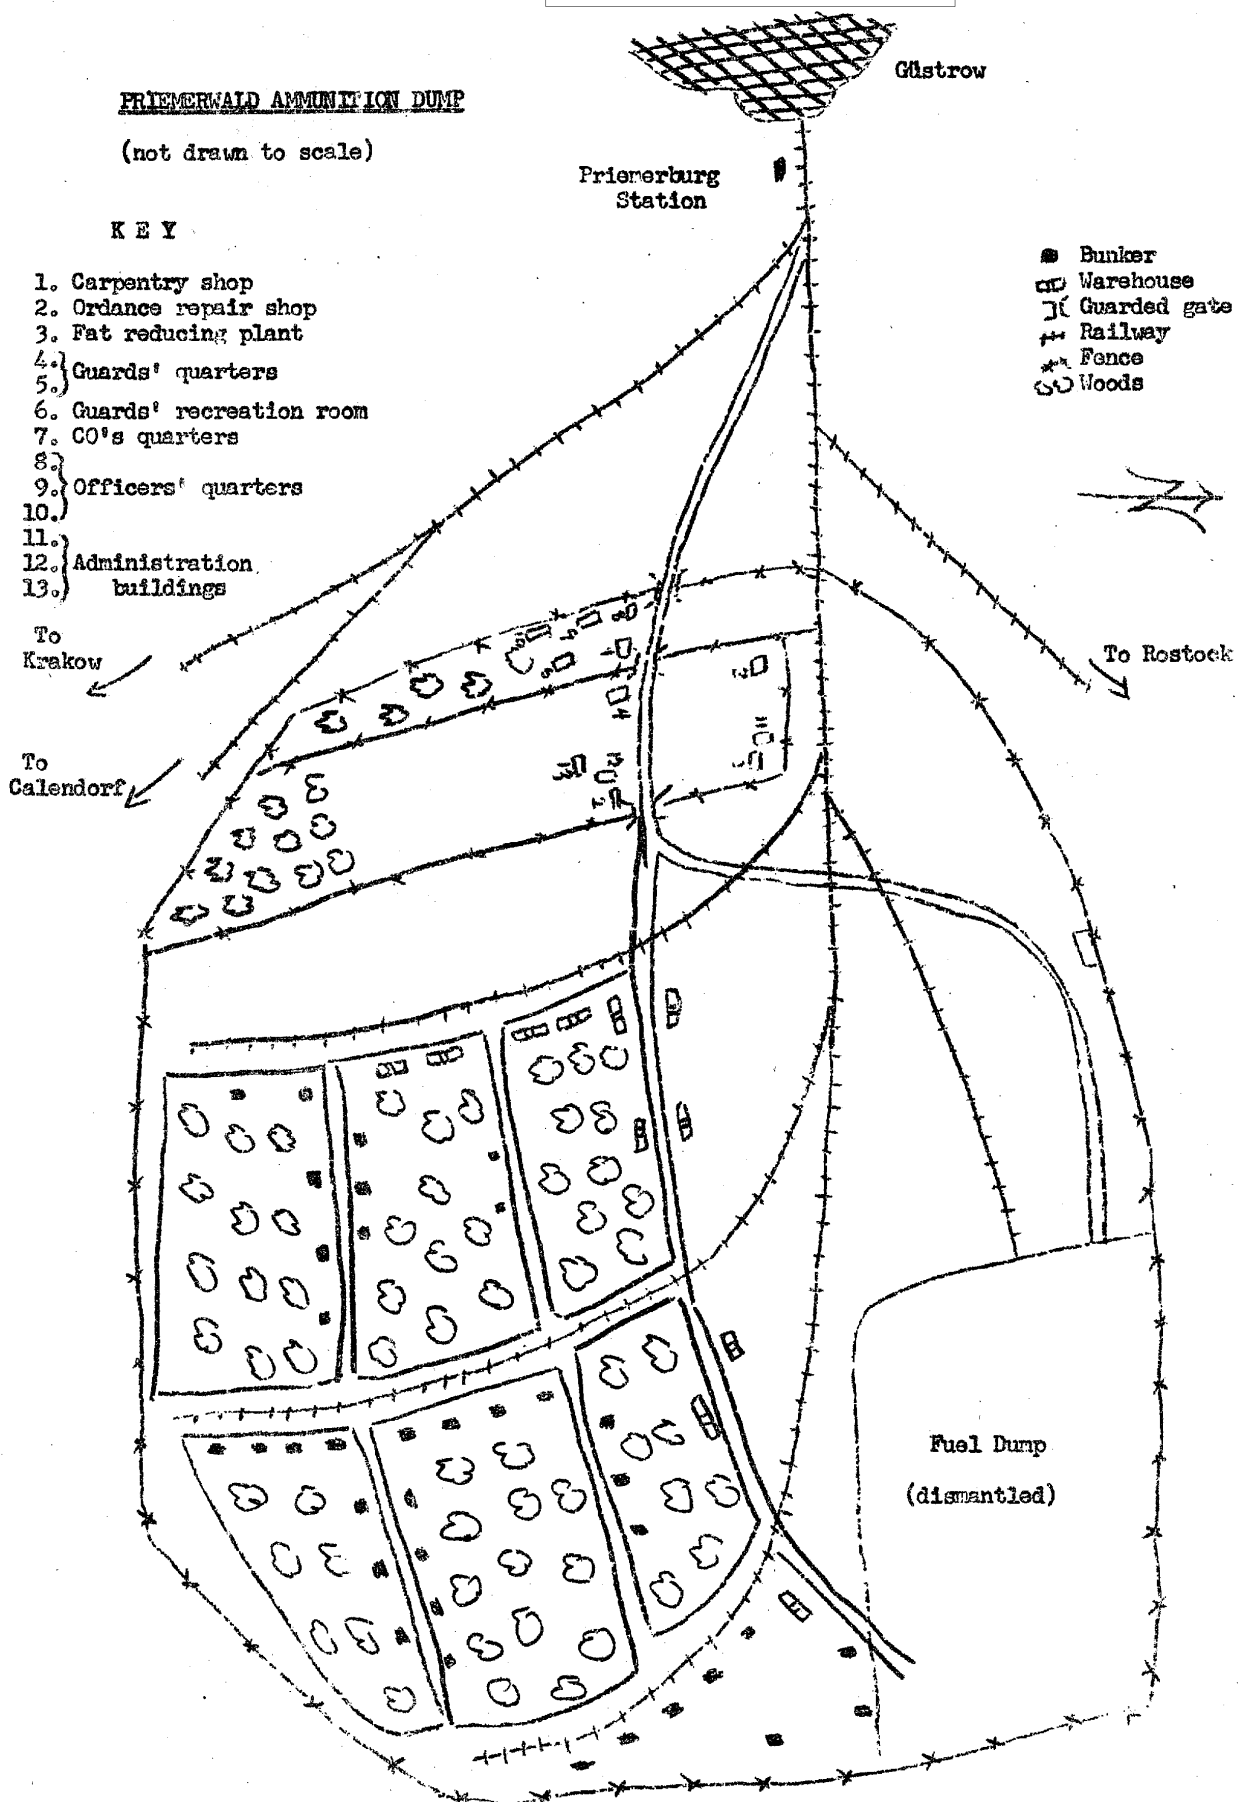 Güstrow
PRIEMERWALD AMMUNITION DUMP
(not drawn to scale)
Priemerburg
Station
KEY
1. Carpentry shop
2. Ordance repair shop
3. Fat reducing plant
4.
5. Guards' quarters
6. Guards' recreation room
7. CO's quarters
8.
9. Officers' quarters
10.
11.
12. Administration
13. buildings
Bunker
Warehouse
Guarded gate
Railway
Fence
Woods
To
Krakow
To Rostock
To
Calendorf
4
Fuel Dump
(dismantled)